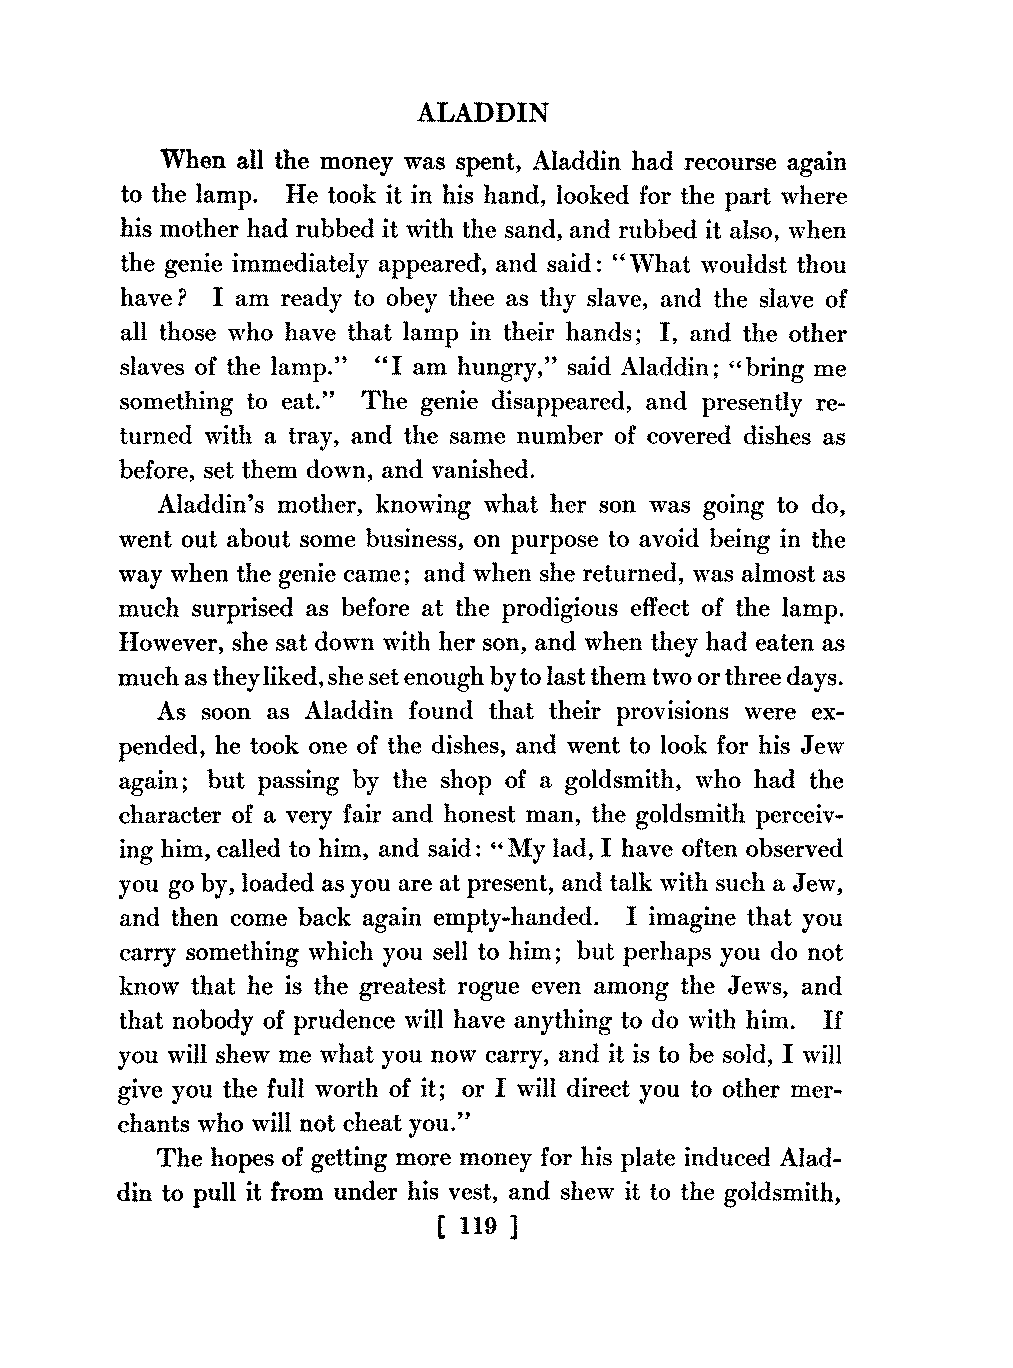 ALADDIN
When all the money was spent, Aladdin had recourse again
to the lamp. He took it in his hand, looked for the part where
his mother had rubbed it with the sand, and rubbed it also, when
the genie immediately appeared, and said: “What wouldst thou
have? I am ready to obey thee as thy slave, and the slave of
all those who have that lamp in their hands; I, and the other
slaves of the lamp.” “I am hungry,” said Aladdin; “bring me
something to eat.” The genie disappeared, and presently re-
turned with a tray, and the same number of covered dishes as
before, set them down, and vanished.
Aladdin’s mother, knowing what her son was going to do,
went out about some business, on purpose to avoid being in the
way when the genie came; and when she returned, was almost as
much surprised as before at the prodigious effect of the lamp.
However, she sat down with her son, and when they had eaten as
much as they liked, she set enough by to last them two or three days.
As soon as Aladdin found that their provisions were ex-
pended, he took one of the dishes, and went to look for his Jew
again; but passing by the shop of a goldsmith, who had the
character of a very fair and honest man, the goldsmith perceiv-
ing him, called to him, and said: “My lad, I have often observed
you go by, loaded as you are at present, and talk with such a Jew,
and then come back again empty-handed. I imagine that you
carry something which you sell to him; but perhaps you do not
know that he is the greatest rogue even among the Jews, and
that nobody of prudence will have anything to do with him. If
you will shew me what you now carry, and it is to be sold, I will
give you the full worth of it; or I will direct you to other mer-
chants who will not cheat you.”
The hopes of getting more money for his plate induced Alad-
din to pull it from under his vest, and shew it to the goldsmith,
[ 119 ]